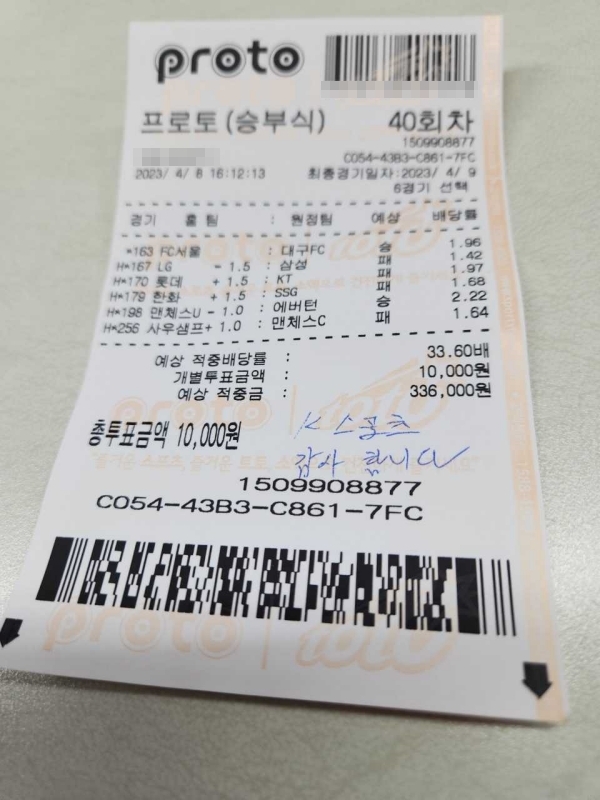 proto
프로토(승부식) 40회차
1509908877
C054-43B3-C861-7FC
2023/ 4/ 8 16:12:13 최종경기일자:2023/ 4/ 9
6경기 선택
경기 홈 팀 : 원정팀 예상 배당률
*163 FC서울 : 대구FC 승 1.96
H*167 LG - 1.5 : 삼성 패 1.42
H*170 롯데 + 1.5 : KT 패 1.97
H*179 한화 + 1.5 : SSG 패 1.68
H*198 맨체스U - 1.0 : 에버턴 승 2.22
H*256 사우샘프+ 1.0 : 맨체스C 패 1.64
예상 적중배당률 : 33.60배
개별투표금액 : 10,000원
예상 적중금 : 336,000원
총투표금액 10,000원
K 스포츠
감사 합니다
1509908877
C054-43B3-C861-7FC